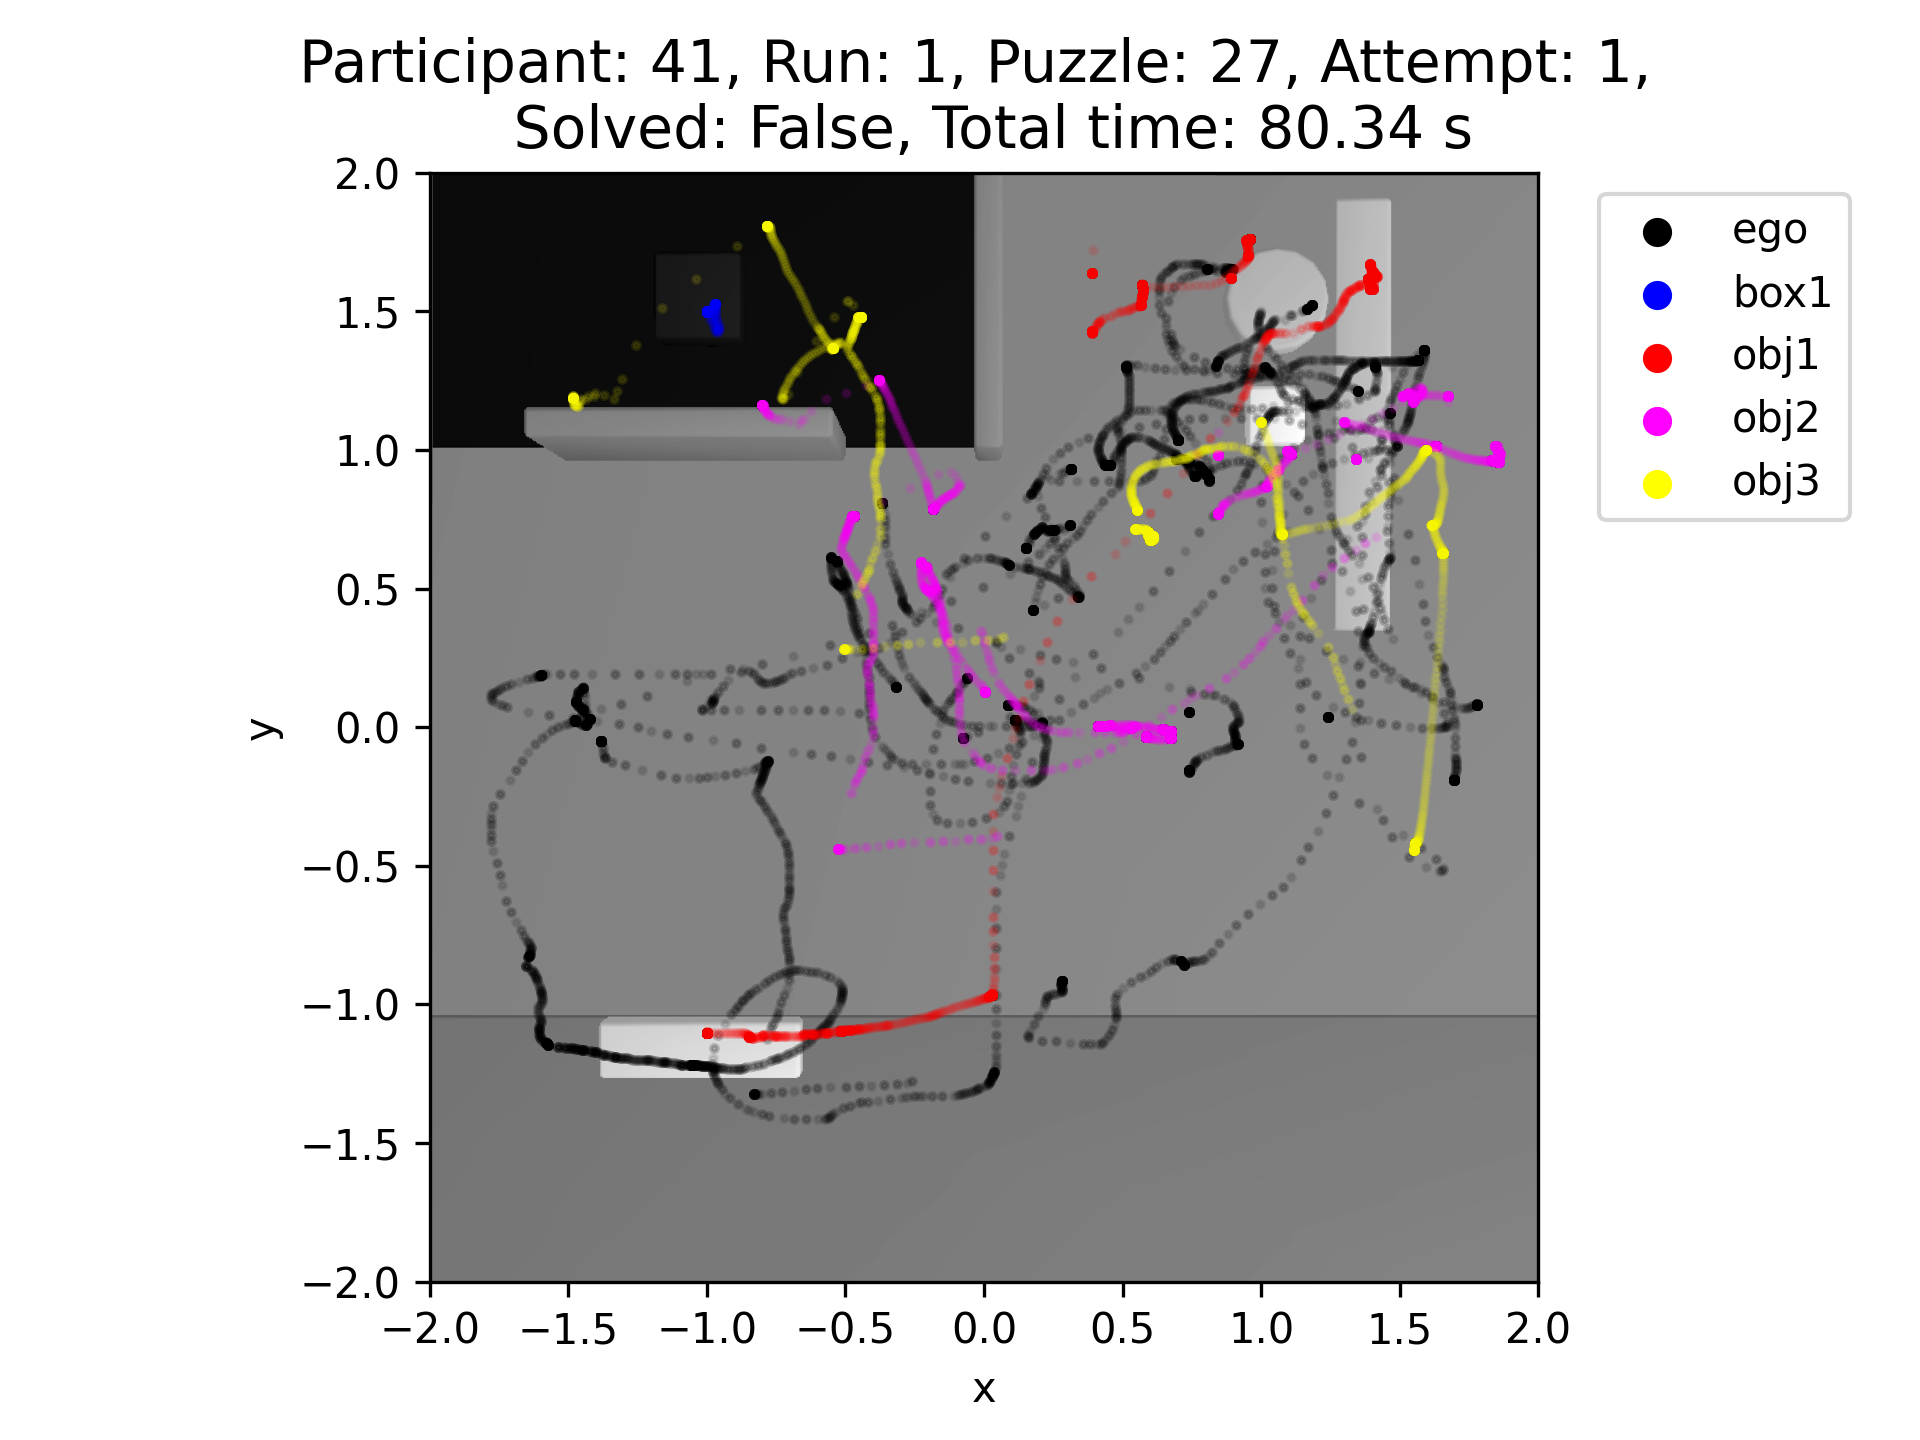 Participant: 41, Run: 1, Puzzle: 27, Attempt: 1,
Solved: False, Total time: 80.34 s
2.0
1.5
1.0
0.5
0.0
−0.5
−1.0
−1.5
−2.0
y
−2.0 −1.5 −1.0 −0.5 0.0 0.5 1.0 1.5 2.0
x
ego
box1
obj1
obj2
obj3